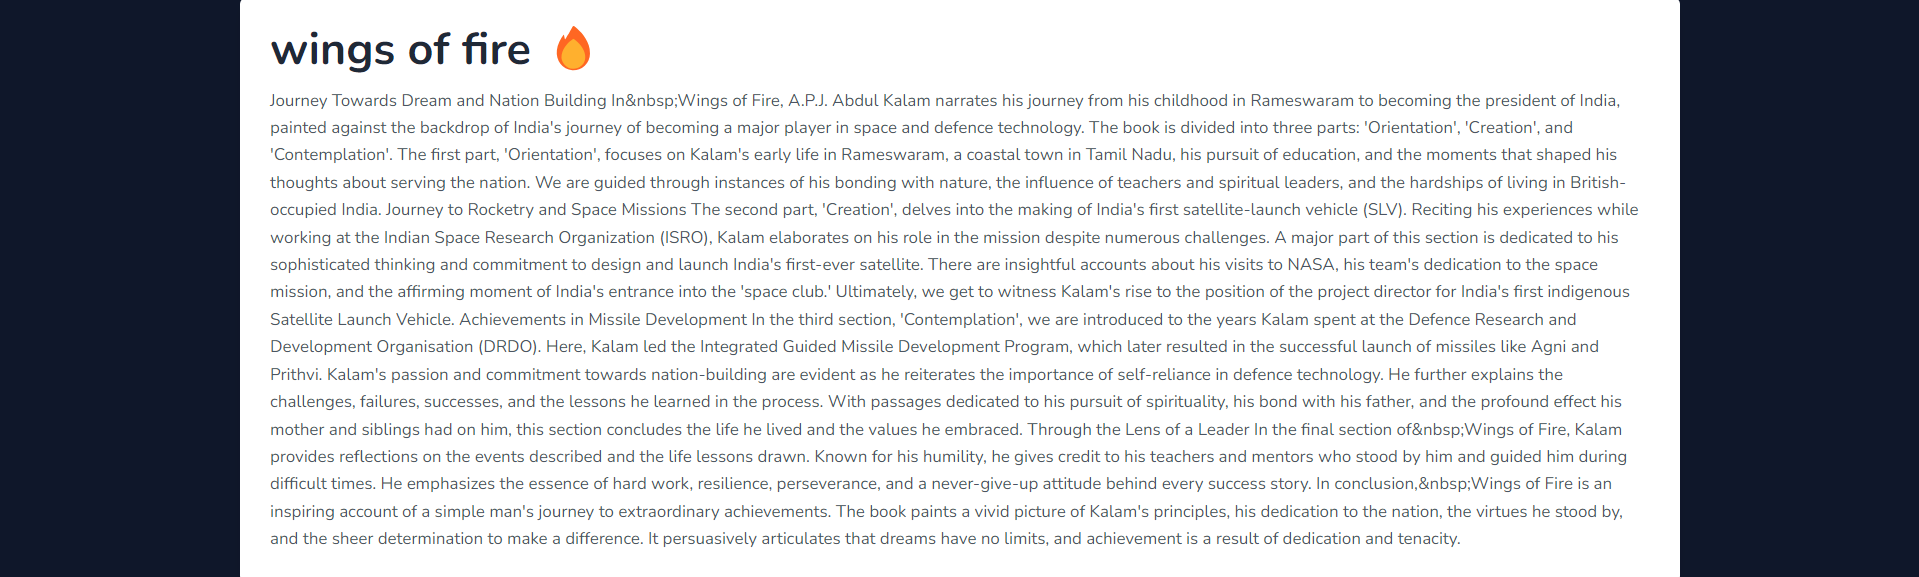 wings of fire 🔥
Journey Towards Dream and Nation Building In&nbsp;Wings of Fire, A.P.J. Abdul Kalam narrates his journey from his childhood in Rameswaram to becoming the president of India,
painted against the backdrop of India's journey of becoming a major player in space and defence technology. The book is divided into three parts: 'Orientation', 'Creation', and
'Contemplation'. The first part, 'Orientation', focuses on Kalam's early life in Rameswaram, a coastal town in Tamil Nadu, his pursuit of education, and the moments that shaped his
thoughts about serving the nation. We are guided through instances of his bonding with nature, the influence of teachers and spiritual leaders, and the hardships of living in British-
occupied India. Journey to Rocketry and Space Missions The second part, 'Creation', delves into the making of India's first satellite-launch vehicle (SLV). Reciting his experiences while
working at the Indian Space Research Organization (ISRO), Kalam elaborates on his role in the mission despite numerous challenges. A major part of this section is dedicated to his
sophisticated thinking and commitment to design and launch India's first-ever satellite. There are insightful accounts about his visits to NASA, his team's dedication to the space
mission, and the affirming moment of India's entrance into the 'space club.' Ultimately, we get to witness Kalam's rise to the position of the project director for India's first indigenous
Satellite Launch Vehicle. Achievements in Missile Development In the third section, 'Contemplation', we are introduced to the years Kalam spent at the Defence Research and
Development Organisation (DRDO). Here, Kalam led the Integrated Guided Missile Development Program, which later resulted in the successful launch of missiles like Agni and
Prithvi. Kalam's passion and commitment towards nation-building are evident as he reiterates the importance of self-reliance in defence technology. He further explains the
challenges, failures, successes, and the lessons he learned in the process. With passages dedicated to his pursuit of spirituality, his bond with his father, and the profound effect his
mother and siblings had on him, this section concludes the life he lived and the values he embraced. Through the Lens of a Leader In the final section of&nbsp;Wings of Fire, Kalam
provides reflections on the events described and the life lessons drawn. Known for his humility, he gives credit to his teachers and mentors who stood by him and guided him during
difficult times. He emphasizes the essence of hard work, resilience, perseverance, and a never-give-up attitude behind every success story. In conclusion,&nbsp;Wings of Fire is an
inspiring account of a simple man's journey to extraordinary achievements. The book paints a vivid picture of Kalam's principles, his dedication to the nation, the virtues he stood by,
and the sheer determination to make a difference. It persuasively articulates that dreams have no limits, and achievement is a result of dedication and tenacity.